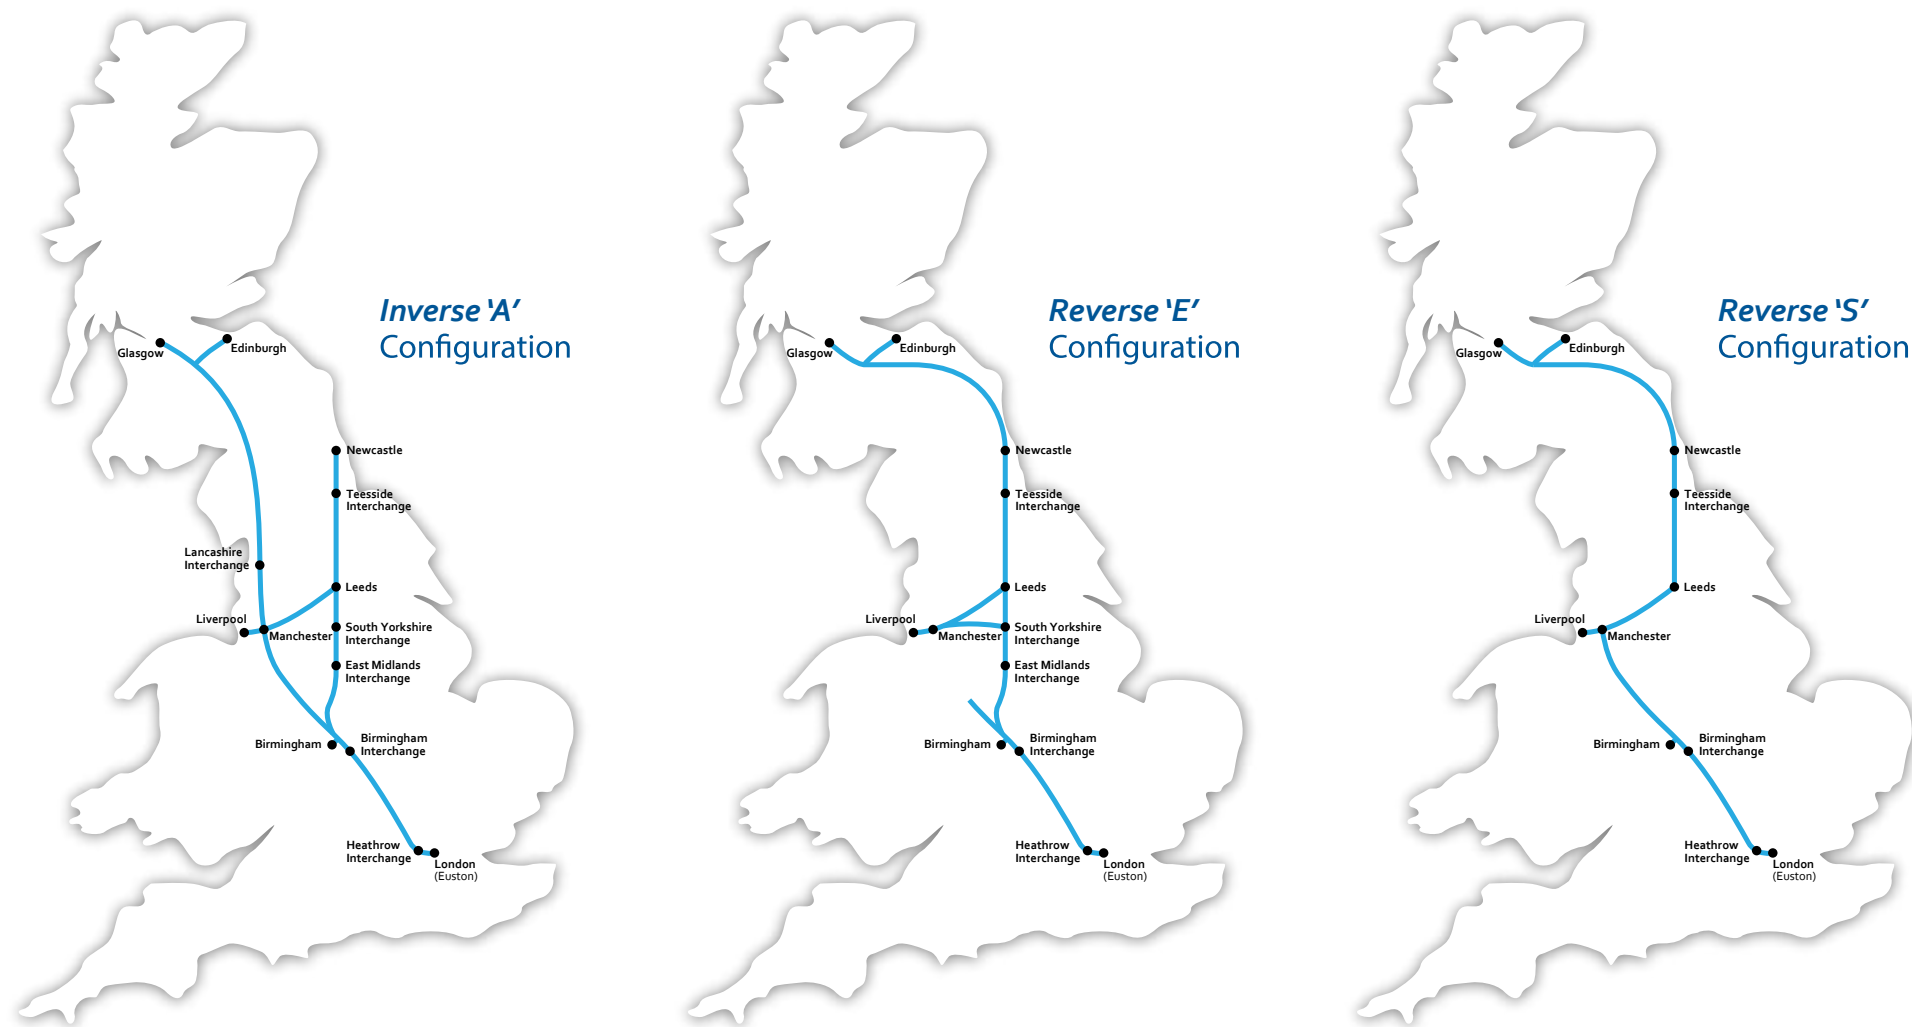 Inverse ‘A’
Configuration
Glasgow
Edinburgh
Newcastle
Teesside
Interchange
Lancashire
Interchange
Leeds
Liverpool
Manchester
South Yorkshire
Interchange
East Midlands
Interchange
Birmingham
Birmingham
Interchange
Heathrow
Interchange
London
(Euston)
Reverse ‘E’
Configuration
Glasgow
Edinburgh
Newcastle
Teesside
Interchange
Leeds
Liverpool
Manchester
South Yorkshire
Interchange
East Midlands
Interchange
Birmingham
Birmingham
Interchange
Heathrow
Interchange
London
(Euston)
Reverse ‘S’
Configuration
Glasgow
Edinburgh
Newcastle
Teesside
Interchange
Leeds
Liverpool
Manchester
Birmingham
Birmingham
Interchange
Heathrow
Interchange
London
(Euston)